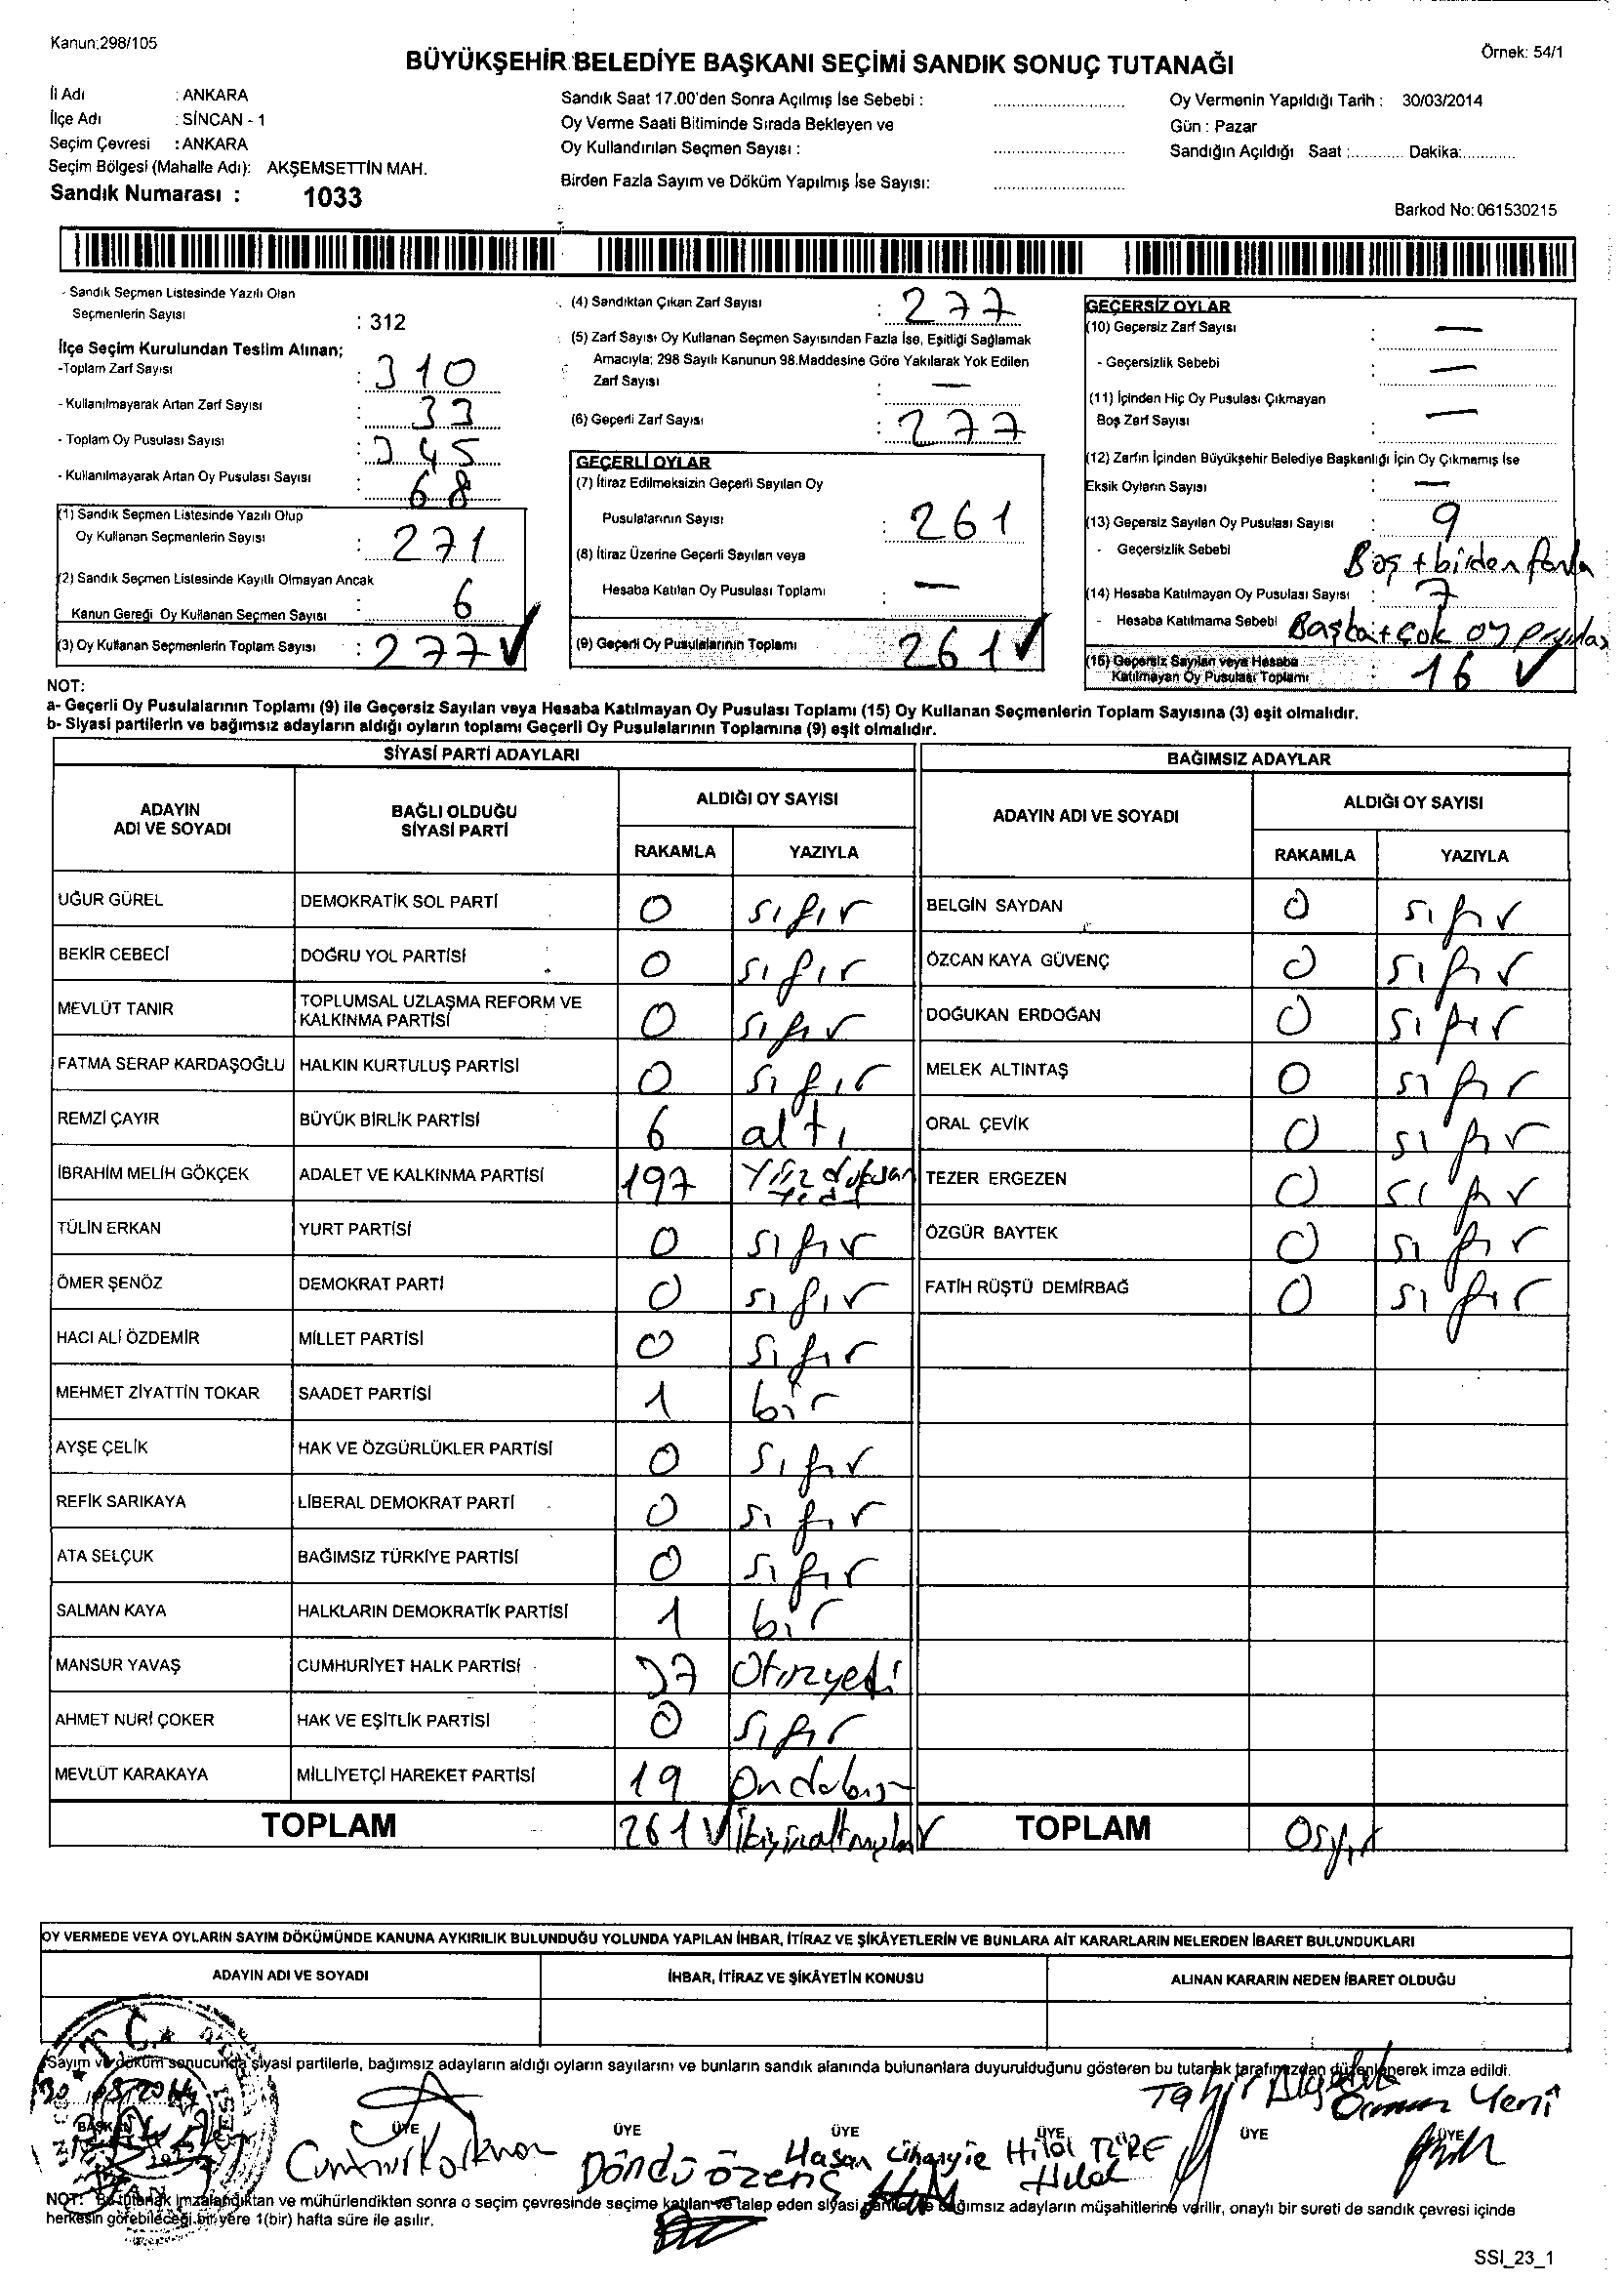 Kanun:298/105
Örnek: 54/1
BÜYÜKŞEHİR BELEDİYE BAŞKANI SEÇİMİ SANDIK SONUÇ TUTANAĞI
İl Adı : ANKARA
İlçe Adı : SİNCAN - 1
Seçim Çevresi : ANKARA
Seçim Bölgesi (Mahalle Adı): AKŞEMSETTİN MAH.
Sandık Numarası : 1033
Sandık Saat 17.00'den Sonra Açılmış İse Sebebi :
Oy Verme Saati Bitiminde Sırada Bekleyen ve
Oy Kullandırılan Seçmen Sayısı :
Birden Fazla Sayım ve Döküm Yapılmış İse Sayısı:
Oy Vermenin Yapıldığı Tarih : 30/03/2014
Gün : Pazar
Sandığın Açıldığı Saat :............ Dakika:............
Barkod No: 061530215
- Sandık Seçmen Listesinde Yazılı Olan
Seçmenlerin Sayısı : 312
İlçe Seçim Kurulundan Teslim Alınan;
-Toplam Zarf Sayısı : 310
- Kullanılmayarak Artan Zarf Sayısı : 33
- Toplam Oy Pusulası Sayısı : 345
- Kullanılmayarak Artan Oy Pusulası Sayısı : 68
(1) Sandık Seçmen Listesinde Yazılı Olup
Oy Kullanan Seçmenlerin Sayısı : 271
(2) Sandık Seçmen Listesinde Kayıtlı Olmayan Ancak
Kanun Gereği Oy Kullanan Seçmen Sayısı : 6
(3) Oy Kullanan Seçmenlerin Toplam Sayısı : 277 ✓
(4) Sandıktan Çıkan Zarf Sayısı : 277
(5) Zarf Sayısı Oy Kullanan Seçmen Sayısından Fazla İse, Eşitliği Sağlamak
Amacıyla; 298 Sayılı Kanunun 98.Maddesine Göre Yakılarak Yok Edilen
Zarf Sayısı : —
(6) Geçerli Zarf Sayısı : 277
GEÇERLİ OYLAR
(7) İtiraz Edilmeksizin Geçerli Sayılan Oy
Pusulalarının Sayısı : 261
(8) İtiraz Üzerine Geçerli Sayılan veya
Hesaba Katılan Oy Pusulası Toplamı : —
(9) Geçerli Oy Pusulalarının Toplamı 261 ✓
GEÇERSİZ OYLAR
(10) Geçersiz Zarf Sayısı : —
- Geçersizlik Sebebi : —
(11) İçinden Hiç Oy Pusulası Çıkmayan
Boş Zarf Sayısı : —
(12) Zarfın İçinden Büyükşehir Belediye Başkanlığı İçin Oy Çıkmamış İse
Eksik Oyların Sayısı : —
(13) Geçersiz Sayılan Oy Pusulası Sayısı : 9
- Geçersizlik Sebebi Boş + birden fazla
(14) Hesaba Katılmayan Oy Pusulası Sayısı : 7
- Hesaba Katılmama Sebebi çok oy
(15) Geçersiz Sayılan veya Hesaba
Katılmayan Oy Pusulası Toplamı : 16 ✓
NOT:
a- Geçerli Oy Pusulalarının Toplamı (9) ile Geçersiz Sayılan veya Hesaba Katılmayan Oy Pusulası Toplamı (15) Oy Kullanan Seçmenlerin Toplam Sayısına (3) eşit olmalıdır.
b- Siyasi partilerin ve bağımsız adayların aldığı oyların toplamı Geçerli Oy Pusulalarının Toplamına (9) eşit olmalıdır.
SİYASİ PARTİ ADAYLARI
ADAYIN ADI VE SOYADI BAĞLI OLDUĞU SİYASİ PARTİ ALDIĞI OY SAYISI
RAKAMLA YAZIYLA
UĞUR GÜREL DEMOKRATİK SOL PARTİ 0 sıfır
BEKİR CEBECİ DOĞRU YOL PARTİSİ 0 sıfır
MEVLÜT TANIR TOPLUMSAL UZLAŞMA REFORM VE KALKINMA PARTİSİ 0 sıfır
FATMA SERAP KARDAŞOĞLU HALKIN KURTULUŞ PARTİSİ 0 sıfır
REMZİ ÇAYIR BÜYÜK BİRLİK PARTİSİ 6 altı
İBRAHİM MELİH GÖKÇEK ADALET VE KALKINMA PARTİSİ 197 Yüz doksan yedi
TÜLİN ERKAN YURT PARTİSİ 0 sıfır
ÖMER ŞENÖZ DEMOKRAT PARTİ 0 sıfır
HACI ALİ ÖZDEMİR MİLLET PARTİSİ 0 sıfır
MEHMET ZİYATTİN TOKAR SAADET PARTİSİ 1 bir
AYŞE ÇELİK HAK VE ÖZGÜRLÜKLER PARTİSİ 0 sıfır
REFİK SARIKAYA LİBERAL DEMOKRAT PARTİ 0 sıfır
ATA SELÇUK BAĞIMSIZ TÜRKİYE PARTİSİ 0 sıfır
SALMAN KAYA HALKLARIN DEMOKRATİK PARTİSİ 1 bir
MANSUR YAVAŞ CUMHURİYET HALK PARTİSİ 37 Otuzyedi
AHMET NURİ ÇOKER HAK VE EŞİTLİK PARTİSİ 0 sıfır
MEVLÜT KARAKAYA MİLLİYETÇİ HAREKET PARTİSİ 19 Ondokuz
TOPLAM 261 ✓
BAĞIMSIZ ADAYLAR
ADAYIN ADI VE SOYADI ALDIĞI OY SAYISI
RAKAMLA YAZIYLA
BELGİN SAYDAN 0 sıfır
ÖZCAN KAYA GÜVENÇ 0 sıfır
DOĞUKAN ERDOĞAN 0 sıfır
MELEK ALTINTAŞ 0 sıfır
ORAL ÇEVİK 0 sıfır
TEZER ERGEZEN 0 sıfır
ÖZGÜR BAYTEK 0 sıfır
FATİH RÜŞTÜ DEMİRBAĞ 0 sıfır
TOPLAM 0 sıfır
OY VERMEDE VEYA OYLARIN SAYIM DÖKÜMÜNDE KANUNA AYKIRILIK BULUNDUĞU YOLUNDA YAPILAN İHBAR, İTİRAZ VE ŞİKÂYETLERİN VE BUNLARA AİT KARARLARIN NELERDEN İBARET BULUNDUKLARI
ADAYIN ADI VE SOYADI İHBAR, İTİRAZ VE ŞİKÂYETİN KONUSU ALINAN KARARIN NEDEN İBARET OLDUĞU
Sayım ve döküm sonucunda siyasi partilerle, bağımsız adayların aldığı oyların sayılarını ve bunların sandık alanında bulunanlara duyurulduğunu gösteren bu tutanak tarafımızdan düzenlenerek imza edildi.
T.C.
BAŞKAN ÜYE ÜYE ÜYE ÜYE ÜYE ÜYE
Döndü Özenç Hasan Hilal TÜRE Tahir Yeni
Hilal
NOT: Bu tutanak imzalandıktan ve mühürlendikten sonra o seçim çevresinde seçime katılan ve talep eden siyasi partiler ile bağımsız adayların müşahitlerine verilir, onaylı bir sureti de sandık çevresi içinde
herkesin görebileceği bir yere 1(bir) hafta süre ile asılır.
SSI_23_1